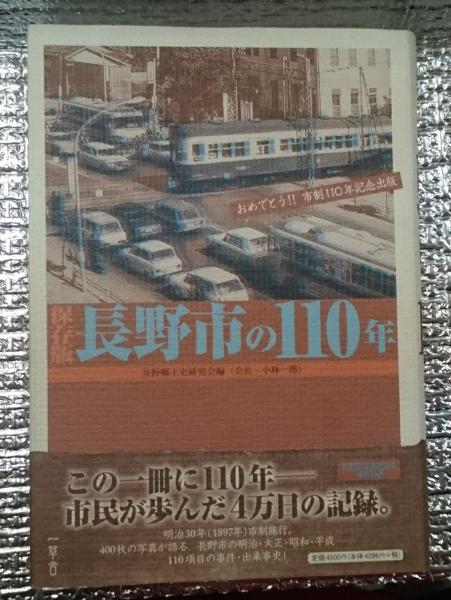 おめでとう!! 市制110年記念出版
保存版
長野市の110年
長野郷土史研究会編(会長・小林一郎)
この一冊に110年――
市民が歩んだ4万日の記録。
明治30年(1897年)市制施行。
400枚の写真が語る、長野市の明治・大正・昭和・平成
110項目の事件・出来事史!
定価4500円(本体4286円+税)
一草舎